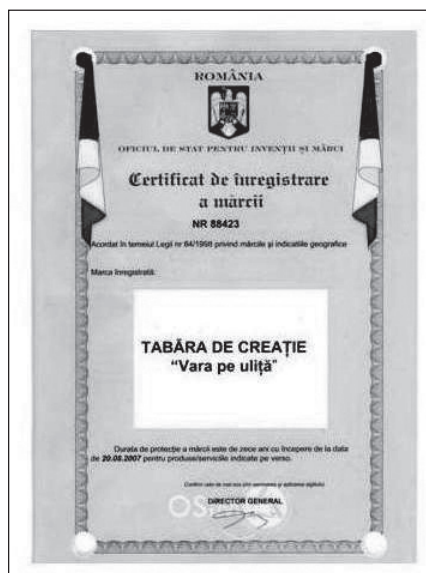 ROMÂNIA
OFICIUL DE STAT PENTRU INVENȚII ȘI MĂRCI
Certificat de înregistrare
a mărcii
NR 88423
Acordat în temeiul Legii nr 84/1998 privind mărcile și indicațiile geografice
Marca înregistrată:
TABĂRA DE CREAȚIE
“Vara pe uliță”
Durata de protecție a mărcii este de zece ani cu începere de la data
de 20.08.2007 pentru produse/serviciile indicate pe verso.
DIRECTOR GENERAL